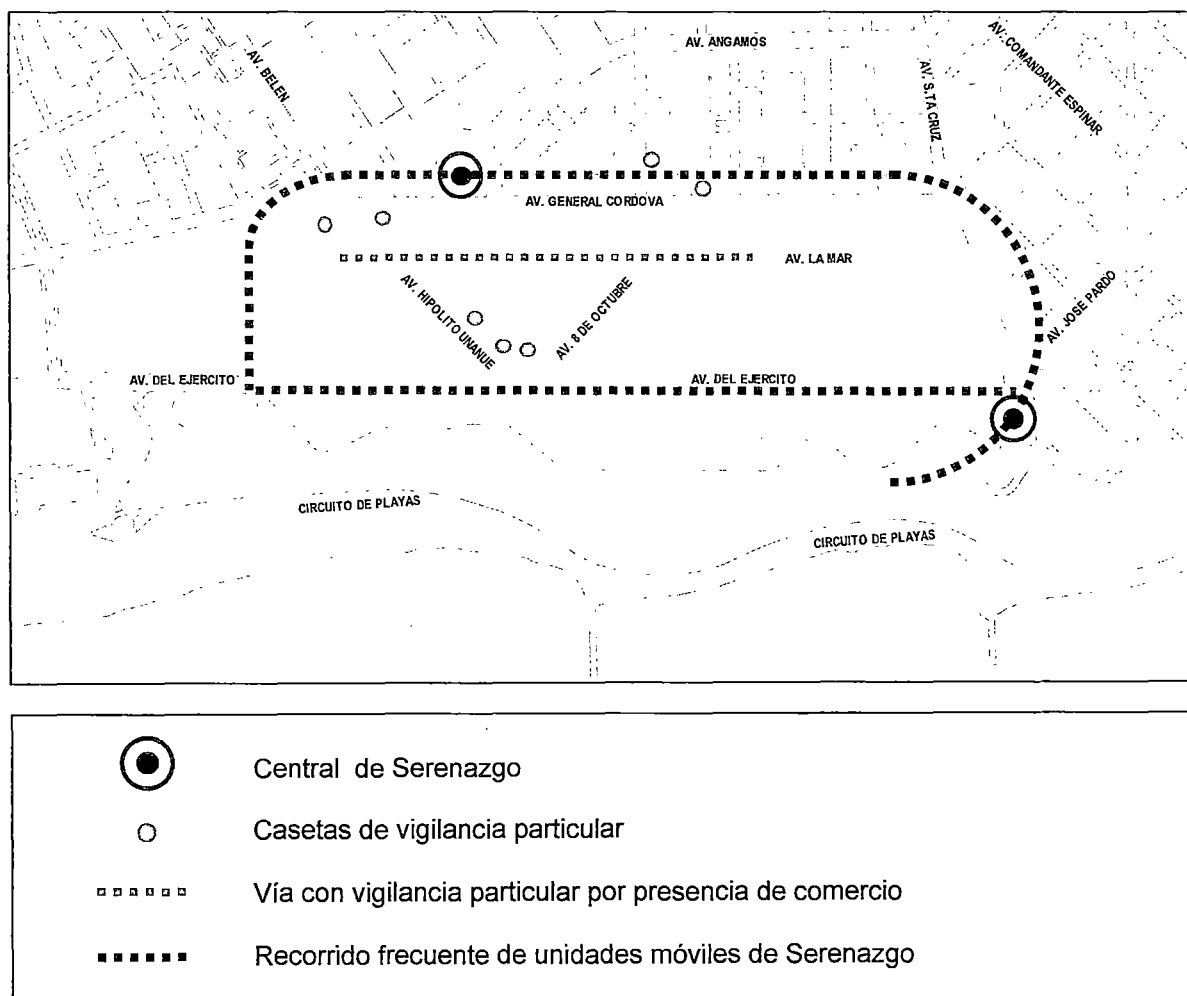 AV. BELEN
AV. ANGAMOS
AV. COMANDANTE ESPINAR
AV. S.TA CRUZ
AV. GENERAL CORDOVA
AV. LA MAR
AV. HIPOLITO UNANUE
AV. 8 DE OCTUBRE
AV. JOSE PARDO
AV. DEL EJERCITO
AV. DEL EJERCITO
CIRCUITO DE PLAYAS
CIRCUITO DE PLAYAS
Central de Serenazgo
Casetas de vigilancia particular
Vía con vigilancia particular por presencia de comercio
Recorrido frecuente de unidades móviles de Serenazgo